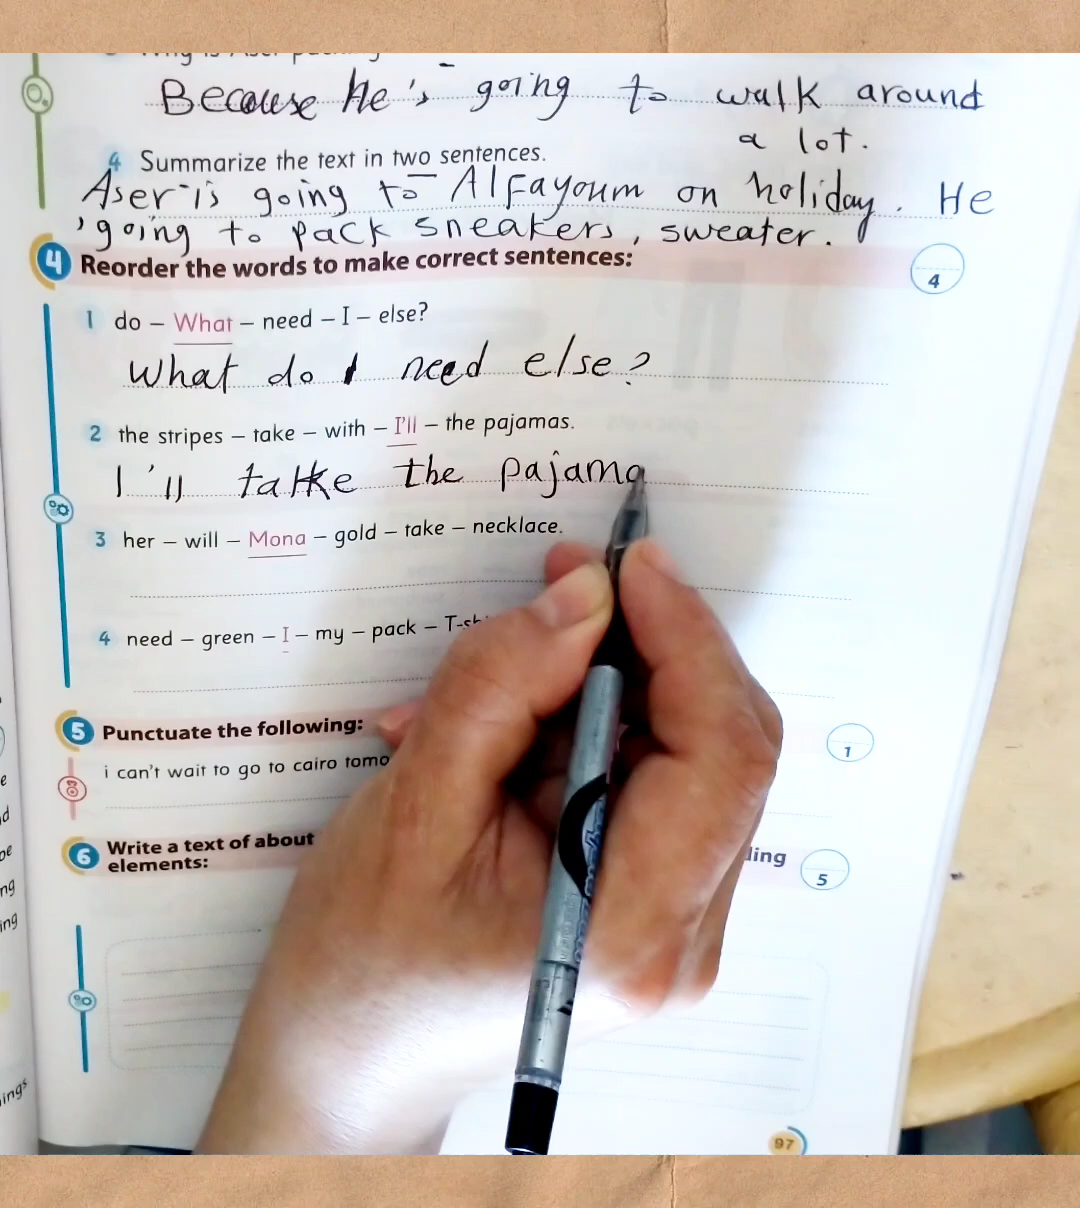 Because He's going to walk around
a lot.
4 Summarize the text in two sentences.
Aser is going to Alfayoum on holiday. He
's going to pack sneakers, sweater.
4 Reorder the words to make correct sentences:
4
1 do – What – need – I – else?
What do I need else?
2 the stripes – take – with – I'll – the pajamas.
I'll take the pajama
3 her – will – Mona – gold – take – necklace.
4 need – green – I – my – pack –
5 Punctuate the following:
1
i can't wait to go to cairo
6 Write a text of about
elements:
5
97